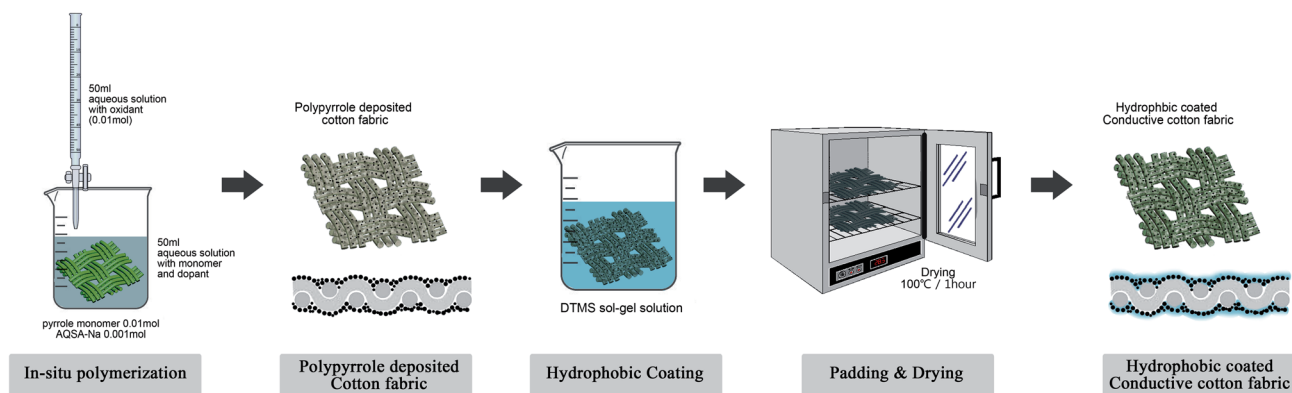 50ml
aqueous solution
with oxidant
(0.01mol)
50ml
aqueous solution
with monomer
and dopant
pyrrole monomer 0.01mol
AQSA-Na 0.001mol
In-situ polymerization
Polypyrrole deposited
cotton fabric
Polypyrrole deposited
Cotton fabric
DTMS sol-gel solution
Hydrophobic Coating
Drying
100℃ / 1hour
Padding & Drying
Hydrophbic coated
Conductive cotton fabric
Hydrophobic coated
Conductive cotton fabric